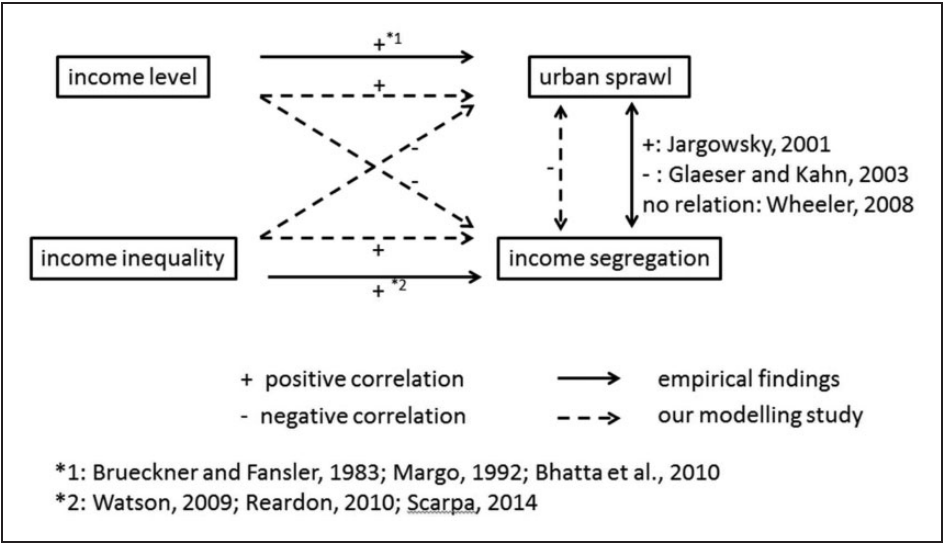 +*1
income level
urban sprawl
+
-
-
-
+: Jargowsky, 2001
- : Glaeser and Kahn, 2003
no relation: Wheeler, 2008
income inequality
+
income segregation
+ *2
+ positive correlation
empirical findings
- negative correlation
our modelling study
*1: Brueckner and Fansler, 1983; Margo, 1992; Bhatta et al., 2010
*2: Watson, 2009; Reardon, 2010; Scarpa, 2014